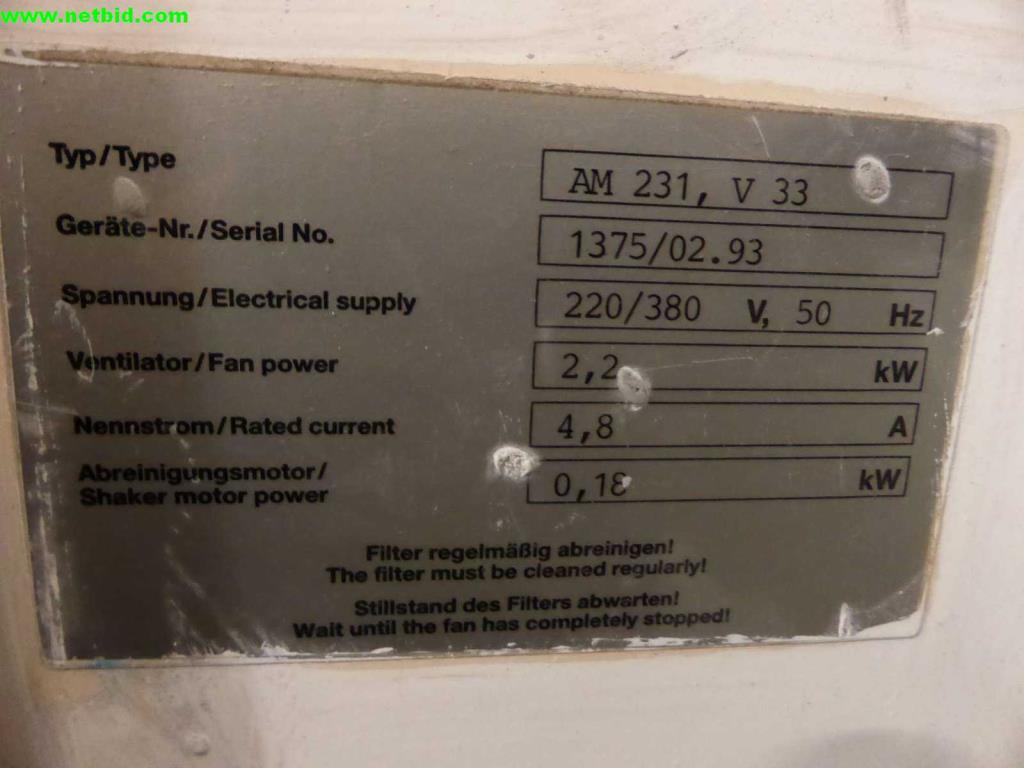 www.netbid.com
Typ/Type
AM 231, V 33
Geräte-Nr./Serial No.
1375/02.93
Spannung/Electrical supply
220/380 V, 50 Hz
Ventilator/Fan power
2,2 kW
Nennstrom/Rated current
4,8 A
Abreinigungsmotor/
Shaker motor power
0,18 kW
Filter regelmäßig abreinigen!
The filter must be cleaned regularly!
Stillstand des Filters abwarten!
Wait until the fan has completely stopped!